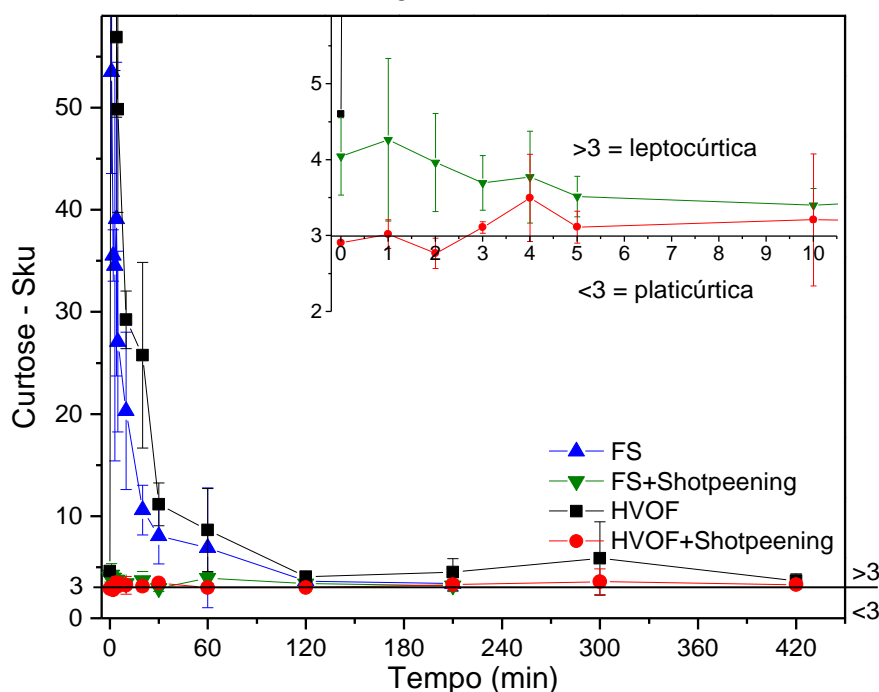 50
40
30
20
10
3
0
Curtose - Sku
5
4
3
2
0 1 2 3 4 5 6 7 8 9 10
>3 = leptocúrtica
<3 = platicúrtica
FS
FS+Shotpeening
HVOF
HVOF+Shotpeening
>3
<3
0 60 120 180 240 300 360 420
Tempo (min)